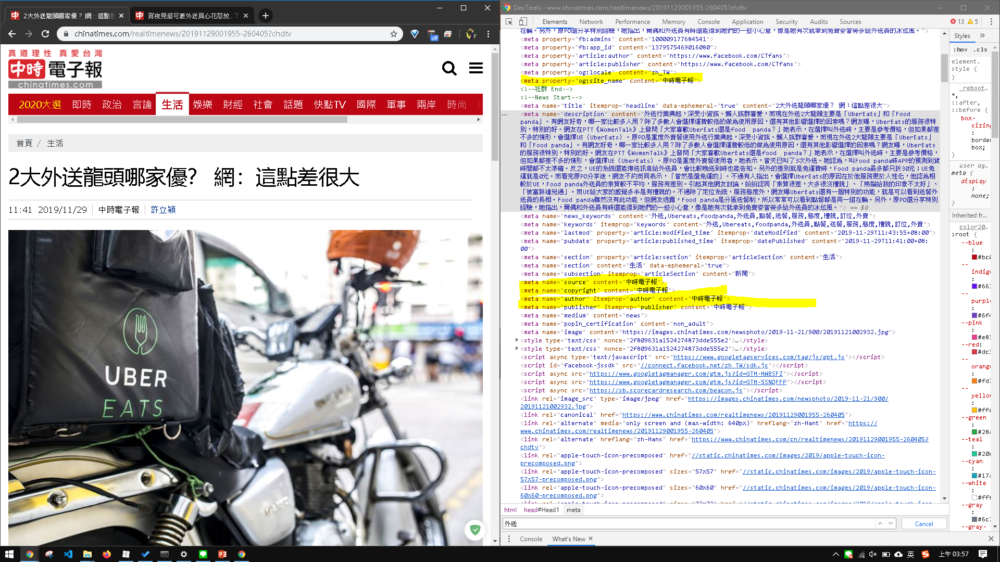 2大外送龍頭哪家優？ 網：這點差
宵夜見超可愛外送員心花怒放...下
chinatimes.com/realtimenews/20191129001955-260405?chdtv
off
真道理性 真愛台灣
中時電子報
chinatimes.com
2020大選 即時 政治 言論 生活 娛樂 財經 社會 話題 快點TV 國際 軍事 兩岸 時尚
首頁 / 生活
2大外送龍頭哪家優？ 網：這點差很大
11:41 2019/11/29 中時電子報 許立穎
UBER
EATS
DevTools - www.chinatimes.com/realtimenews/20191129001955-260405?chdtv
Elements Network Performance Memory Console Application Security Audits Sources 13 5
在輪。另外，原PO還分享特別經驗，她指出，爾偶和外送員有時還能得到她們的一些小心意，像是她有次就拿到免費麥當勞多給外送員的冰炫風。">
<meta property="fb:admins" content="100009177684541">
<meta property="fb:app_id" content="1379575469016080">
<meta property="article:author" content="https://www.facebook.com/CTfans">
<meta property="article:publisher" content="https://www.facebook.com/CTfans">
<meta property="og:locale" content="zh_TW">
<meta property="og:site_name" content="中時電子報">
<!--社群 End-->
<!--News Start-->
<meta name="title" itemprop="headline" data-ephemeral="true" content="2大外送龍頭哪家優？ 網：這點差很大">
<meta name="description" content="外送行業興起，深受小資族、懶人族群喜愛，而現在外送2大龍頭主要是「UberEats」和「Food
panda」。有網友好奇，哪一家比較多人用？除了多數人會選擇運費較低的做為使用原因，還有其他影響選擇的因素嗎？網友曝，UberEats的服務很特
別，特別的好。網友在PTT《WomenTalk》上發問「大家喜歡UberEats還是food panda？」她表示，在選擇叫外送時，主要是參考價格，但如果都差
不多的情形，會選擇UE（UberEats）。原PO是重度外賣餐使用外送行業興起，深受小資族、懶人族群喜愛，而現在外送2大龍頭主要是「UberEats」
和「Food panda」。有網友好奇，哪一家比較多人用？除了多數人會選擇運費較低的做為使用原因，還有其他影響選擇的因素嗎？網友曝，UberEats
的服務很特別，特別的好。網友在PTT《WomenTalk》上發問「大家喜歡UberEats還是food panda？」她表示，在選擇叫外送時，主要是參考價格，
但如果都差不多的情形，會選擇UE（UberEats）。原PO是重度外賣餐使用者，她表示，當天已叫了3次外送。她認為，叫Food panda時APP的預測到貨
時間都不太準確。反之，UE的系統還能傳送訊息給外送員，會比較晚送到時也能告知。另外的差別就是免運費時，Food panda最多都只折30元；UE免
運就是0元。而看完原PO分享後，網友不約而同表示，「當然是選免運的」。不過有人指出，會選擇UberEats的原因在於他服務更於人性化，他認為相
較於UE，Food panda外送員的素質較不平均，服務有差別。引起其他網友討論，紛紛認同「素質很差，大多很沒禮貌」、「熊貓給我的印象不太好」、
「被富胖達兇過」。而UE給大家的感覺多半是有禮貌的。不過除了定位系統、服務態度外，網友曝UberEats還有一個特別的功能，就是可以看到送餐外
送員的長相。Food panda雖然沒有此功能，但網友透露，Food panda是分區送餐制，所以常常可以看到點餐都是同一組在輪。另外，原PO還分享特別
經驗，她指出，爾偶和外送員有時還能得到她們的一些小心意，像是她有次就拿到免費麥當勞多給外送員的冰炫風。"> == $0
<meta name="news_keywords" content="外送,Ubereats,foodpanda,外送員,點餐,送餐,服務,態度,禮貌,訂位,外賣">
<meta name="keywords" itemprop="keywords" content="外送,Ubereats,foodpanda,外送員,點餐,送餐,服務,態度,禮貌,訂位,外賣">
<meta name="lastmod" property="article:modified_time" itemprop="dateModified" content="2019-11-29T11:43:55+08:00">
<meta name="pubdate" property="article:published_time" itemprop="datePublished" content="2019-11-29T11:41:00+08:
00">
<meta name="section" property="article:section" itemprop="articleSection" content="生活">
<meta name="section" content="生活" data-ephemeral="true">
<meta name="subsection" itemprop="articleSection" content="新聞">
<meta name="source" content="中時電子報">
<meta name="copyright" content="中時電子報">
<meta name="author" itemprop="author" content="中時電子報">
<meta name="publisher" itemprop="publisher" content="中時電子報">
<meta name="medium" content="news">
<meta name="popIn_certification" content="non_adult">
<meta name="image" content="https://images.chinatimes.com/newsphoto/2019-11-21/900/20191121002932.jpg">
<style type="text/css" nonce="2f809631a1524274873dde555e2">…</style>
<style type="text/css" nonce="2f809631a1524274873dde555e2">…</style>
<script async type="text/javascript" src="https://www.googletagservices.com/tag/js/gpt.js"></script>
<script id="facebook-jssdk" src="//connect.facebook.net/zh_TW/sdk.js"></script>
<script async src="https://www.googletagmanager.com/gtm.js?id=GTM-MWBSFZ"></script>
<script async src="https://www.googletagmanager.com/gtm.js?id=GTM-5SNQFFP"></script>
<script async src="https://sb.scorecardresearch.com/beacon.js"></script>
<link rel="image_src" type="image/jpeg" href="https://images.chinatimes.com/newsphoto/2019-11-21/900/
20191121002932.jpg">
<link rel="canonical" href="https://www.chinatimes.com/realtimenews/20191129001955-260405">
<link rel="alternate" media="only screen and (max-width: 640px)" hreflang="zh-Hant" href="https://
www.chinatimes.com/realtimenews/20191129001955-260405">
<link rel="alternate" hreflang="zh-Hans" href="https://www.chinatimes.com/cn/realtimenews/20191129001955-260405?
chdtv">
<link rel="apple-touch-icon-precomposed" href="//static.chinatimes.com/images/2019/apple-touch-icon-
precomposed.png">
<link rel="apple-touch-icon-precomposed" sizes="57x57" href="//static.chinatimes.com/images/2019/apple-touch-icon-
57x57-precomposed.png">
<link rel="apple-touch-icon-precomposed" sizes="60x60" href="//static.chinatimes.com/images/2019/apple-touch-icon-
60x60-precomposed.png">
html head#Head1 meta
外送 Cancel
Console What's New
Styles
:hov .cls
element.
style {
}
_reboot…
*,
::after,
::before {
box-
sizing
:
border
box;
}
user ag…
meta {
display
:
none;
}
Inherited fr…
color20…
:root {
--blue
:
#bc0
--
indigo
:
#661
--
purple
:
#6f4
--pink
:
#e83
--red:
#dc3
--
orange
:
#fd7
--
yellow
:
#ffc
--green
:
#28a
--teal
:
#20c
--cyan
:
#17a
--white
:
#fff
--gray
:
#6c7
--gray-
英 上午 03:57